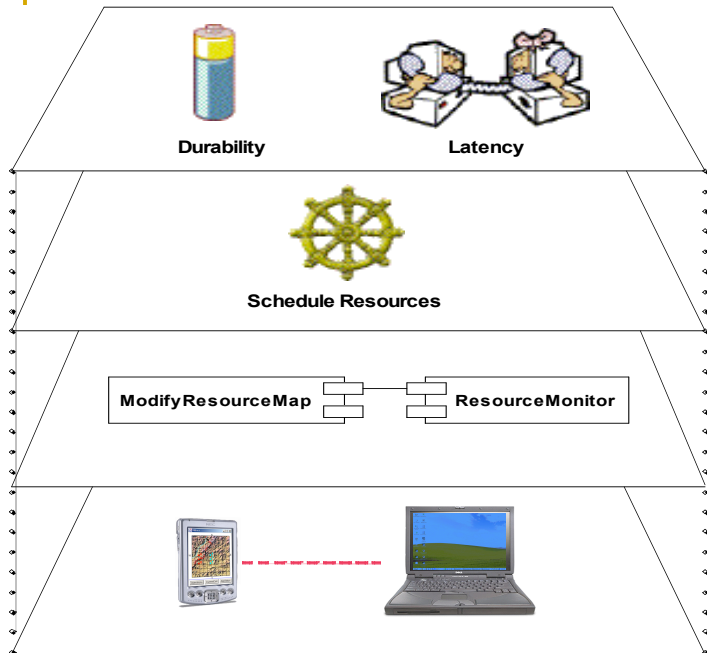 Durability
Latency
Schedule Resources
ModifyResourceMap
ResourceMonitor